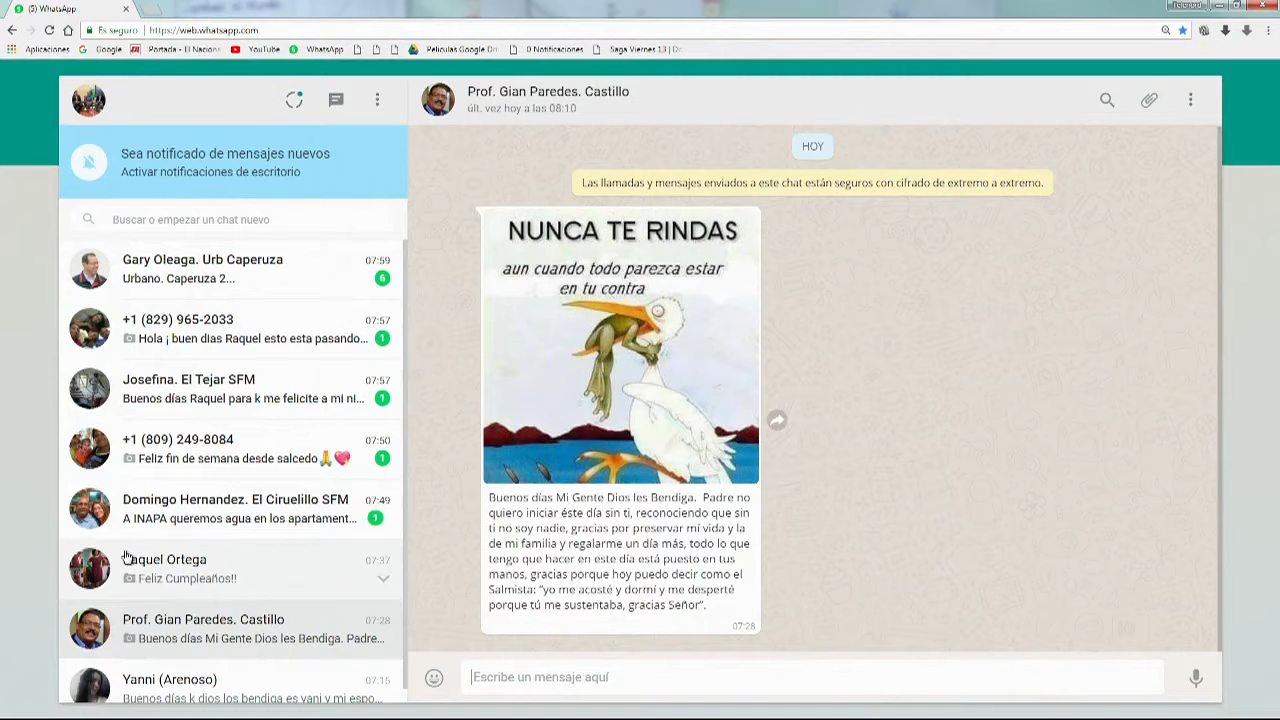 (5) WhatsApp
Telenord
Es seguro | https://web.whatsapp.com
Aplicaciones Google Portada - El Nacion YouTube WhatsApp Peliculas Google Dri 0 Notificaciones Saga Viernes 13 | De
Prof. Gian Paredes. Castillo
últ. vez hoy a las 08:10
Sea notificado de mensajes nuevos
Activar notificaciones de escritorio
Buscar o empezar un chat nuevo
Gary Oleaga. Urb Caperuza 07:59
Urbano. Caperuza 2... 6
+1 (829) 965-2033 07:57
Hola ¡ buen dias Raquel esto esta pasando... 1
Josefina. El Tejar SFM 07:57
Buenos días Raquel para k me felicite a mi ni... 1
+1 (809) 249-8084 07:50
Feliz fin de semana desde salcedo🙏💖 1
Domingo Hernandez. El Ciruelillo SFM 07:49
A INAPA queremos agua en los apartament... 1
aquel Ortega 07:37
Feliz Cumpleaños!!
Prof. Gian Paredes. Castillo 07:28
Buenos días Mi Gente Dios les Bendiga. Padre...
Yanni (Arenoso) 07:15
Buenos días k dios los bendiga es yani y mi espo...
HOY
Las llamadas y mensajes enviados a este chat están seguros con cifrado de extremo a extremo.
NUNCA TE RINDAS
aun cuando todo parezca estar
en tu contra
Buenos días Mi Gente Dios les Bendiga. Padre no
quiero iniciar éste día sin ti, reconociendo que sin
ti no soy nadie, gracias por preservar mí vida y la
de mi familia y regalarme un día más, todo lo que
tengo que hacer en este día está puesto en tus
manos, gracias porque hoy puedo decir como el
Salmista: "yo me acosté y dormí y me desperté
porque tú me sustentaba, gracias Señor".
07:28
Escribe un mensaje aquí